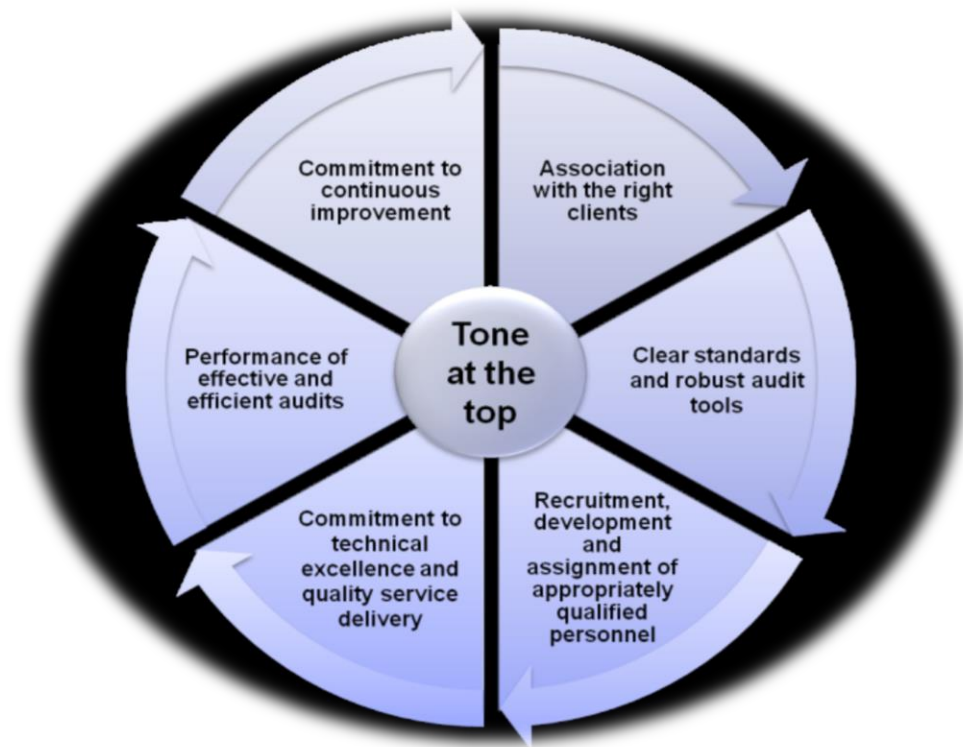 Commitment to
continuous
improvement
Association
with the right
clients
Performance of
effective and
efficient audits
Tone
at the
top
Clear standards
and robust audit
tools
Commitment to
technical
excellence and
quality service
delivery
Recruitment,
development
and
assignment of
appropriately
qualified
personnel